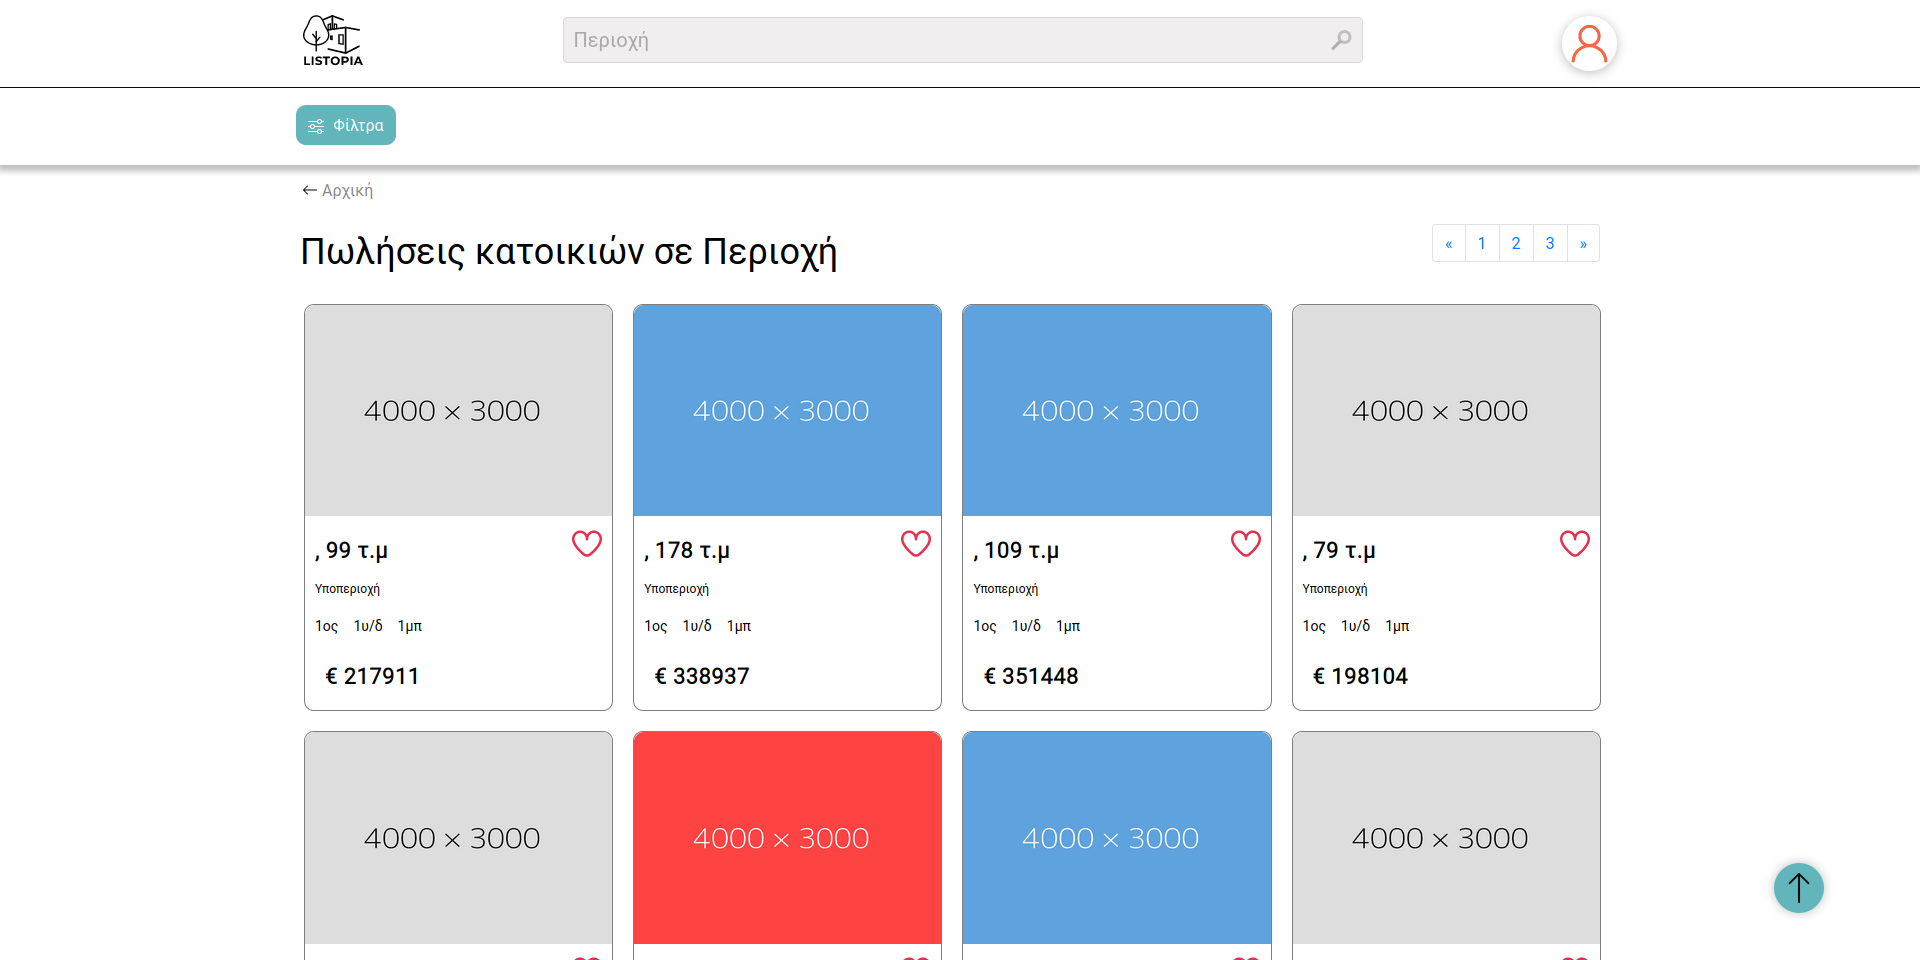 LISTOPIA
Περιοχή
Φίλτρα
← Αρχική
Πωλήσεις κατοικιών σε Περιοχή
« 1 2 3 »
4000 × 3000
4000 × 3000
4000 × 3000
4000 × 3000
, 99 τ.μ
Υποπεριοχή
1ος 1υ/δ 1μπ
€ 217911
, 178 τ.μ
Υποπεριοχή
1ος 1υ/δ 1μπ
€ 338937
, 109 τ.μ
Υποπεριοχή
1ος 1υ/δ 1μπ
€ 351448
, 79 τ.μ
Υποπεριοχή
1ος 1υ/δ 1μπ
€ 198104
4000 × 3000
4000 × 3000
4000 × 3000
4000 × 3000